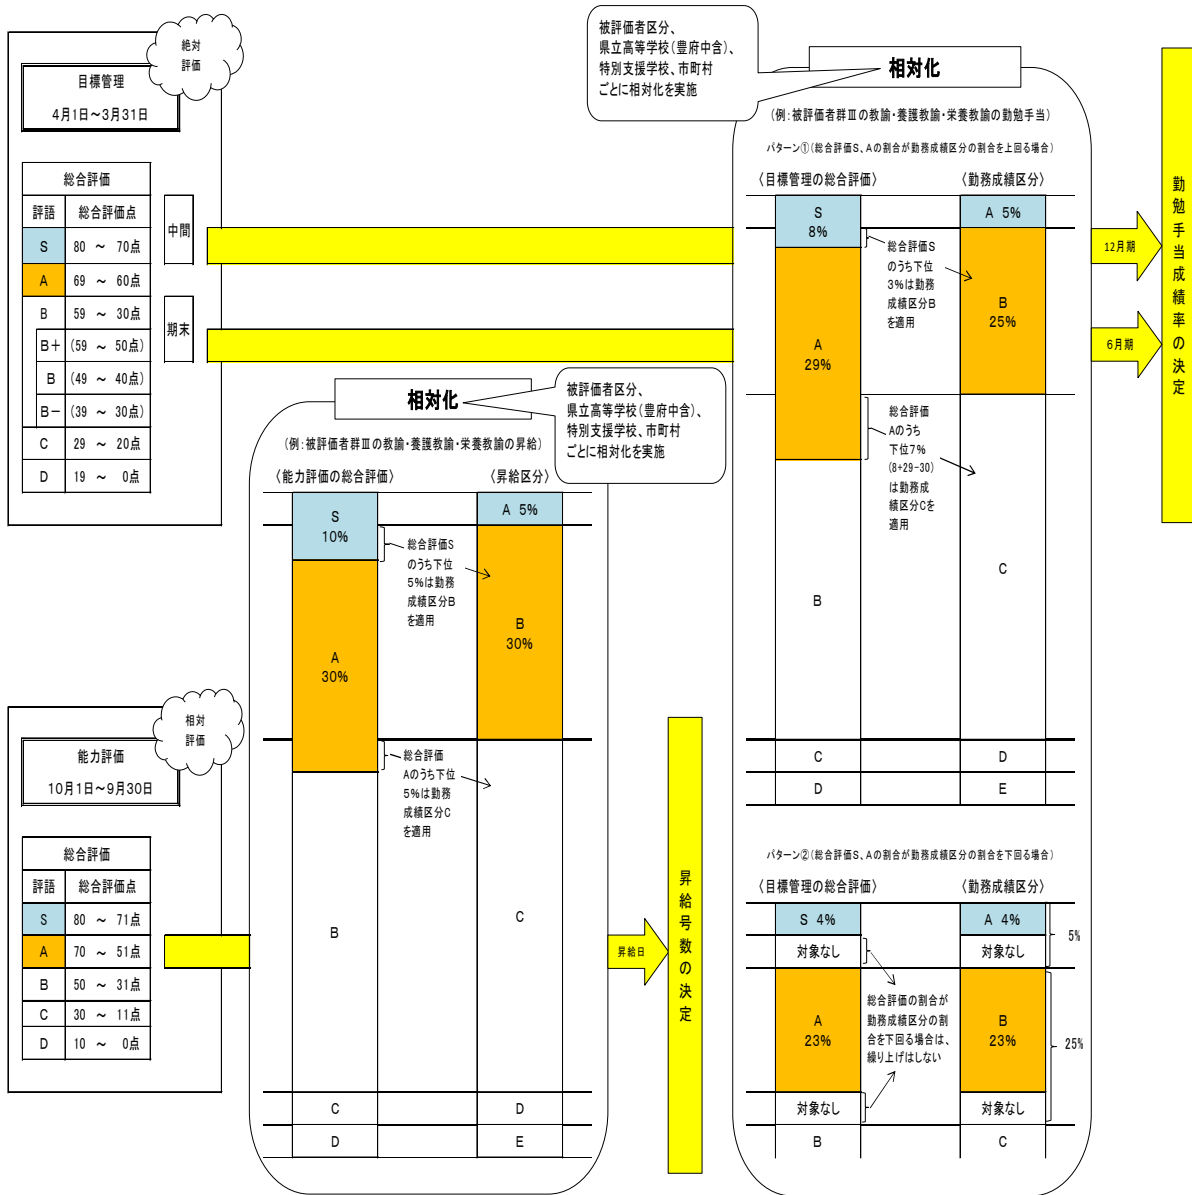 絶対
評価
目標管理
4月1日～3月31日
総合評価
評語 総合評価点
S 80 ～ 70点
A 69 ～ 60点
B 59 ～ 30点
B+ (59 ～ 50点)
B (49 ～ 40点)
B- (39 ～ 30点)
C 29 ～ 20点
D 19 ～ 0点
中間
期末
相対
評価
能力評価
10月1日～9月30日
総合評価
評語 総合評価点
S 80 ～ 71点
A 70 ～ 51点
B 50 ～ 31点
C 30 ～ 11点
D 10 ～ 0点
相対化
被評価者区分、
県立高等学校(豊府中含)、
特別支援学校、市町村
ごとに相対化を実施
(例:被評価者群Ⅲの教諭・養護教諭・栄養教諭の昇給)
〈能力評価の総合評価〉 〈昇給区分〉
S
10%
A
30%
B
C
D
総合評価S
のうち下位
5%は勤務
成績区分B
を適用
総合評価
Aのうち下位
5%は勤務
成績区分C
を適用
A 5%
B
30%
C
D
E
昇給日
昇給号数の決定
被評価者区分、
県立高等学校(豊府中含)、
特別支援学校、市町村
ごとに相対化を実施
相対化
(例:被評価者群Ⅲの教諭・養護教諭・栄養教諭の勤勉手当)
パターン①(総合評価S、Aの割合が勤務成績区分の割合を上回る場合)
〈目標管理の総合評価〉 〈勤務成績区分〉
S
8%
A
29%
B
C
D
総合評価S
のうち下位
3%は勤務
成績区分B
を適用
総合評価
Aのうち
下位7%
(8+29-30)
は勤務成
績区分Cを
適用
A 5%
B
25%
C
D
E
12月期
6月期
勤勉手当成績率の決定
パターン②(総合評価S、Aの割合が勤務成績区分の割合を下回る場合)
〈目標管理の総合評価〉 〈勤務成績区分〉
S 4%
対象なし
A
23%
対象なし
B
総合評価の割合が
勤務成績区分の割
合を下回る場合は、
繰り上げはしない
A 4%
対象なし
B
23%
対象なし
C
5%
25%